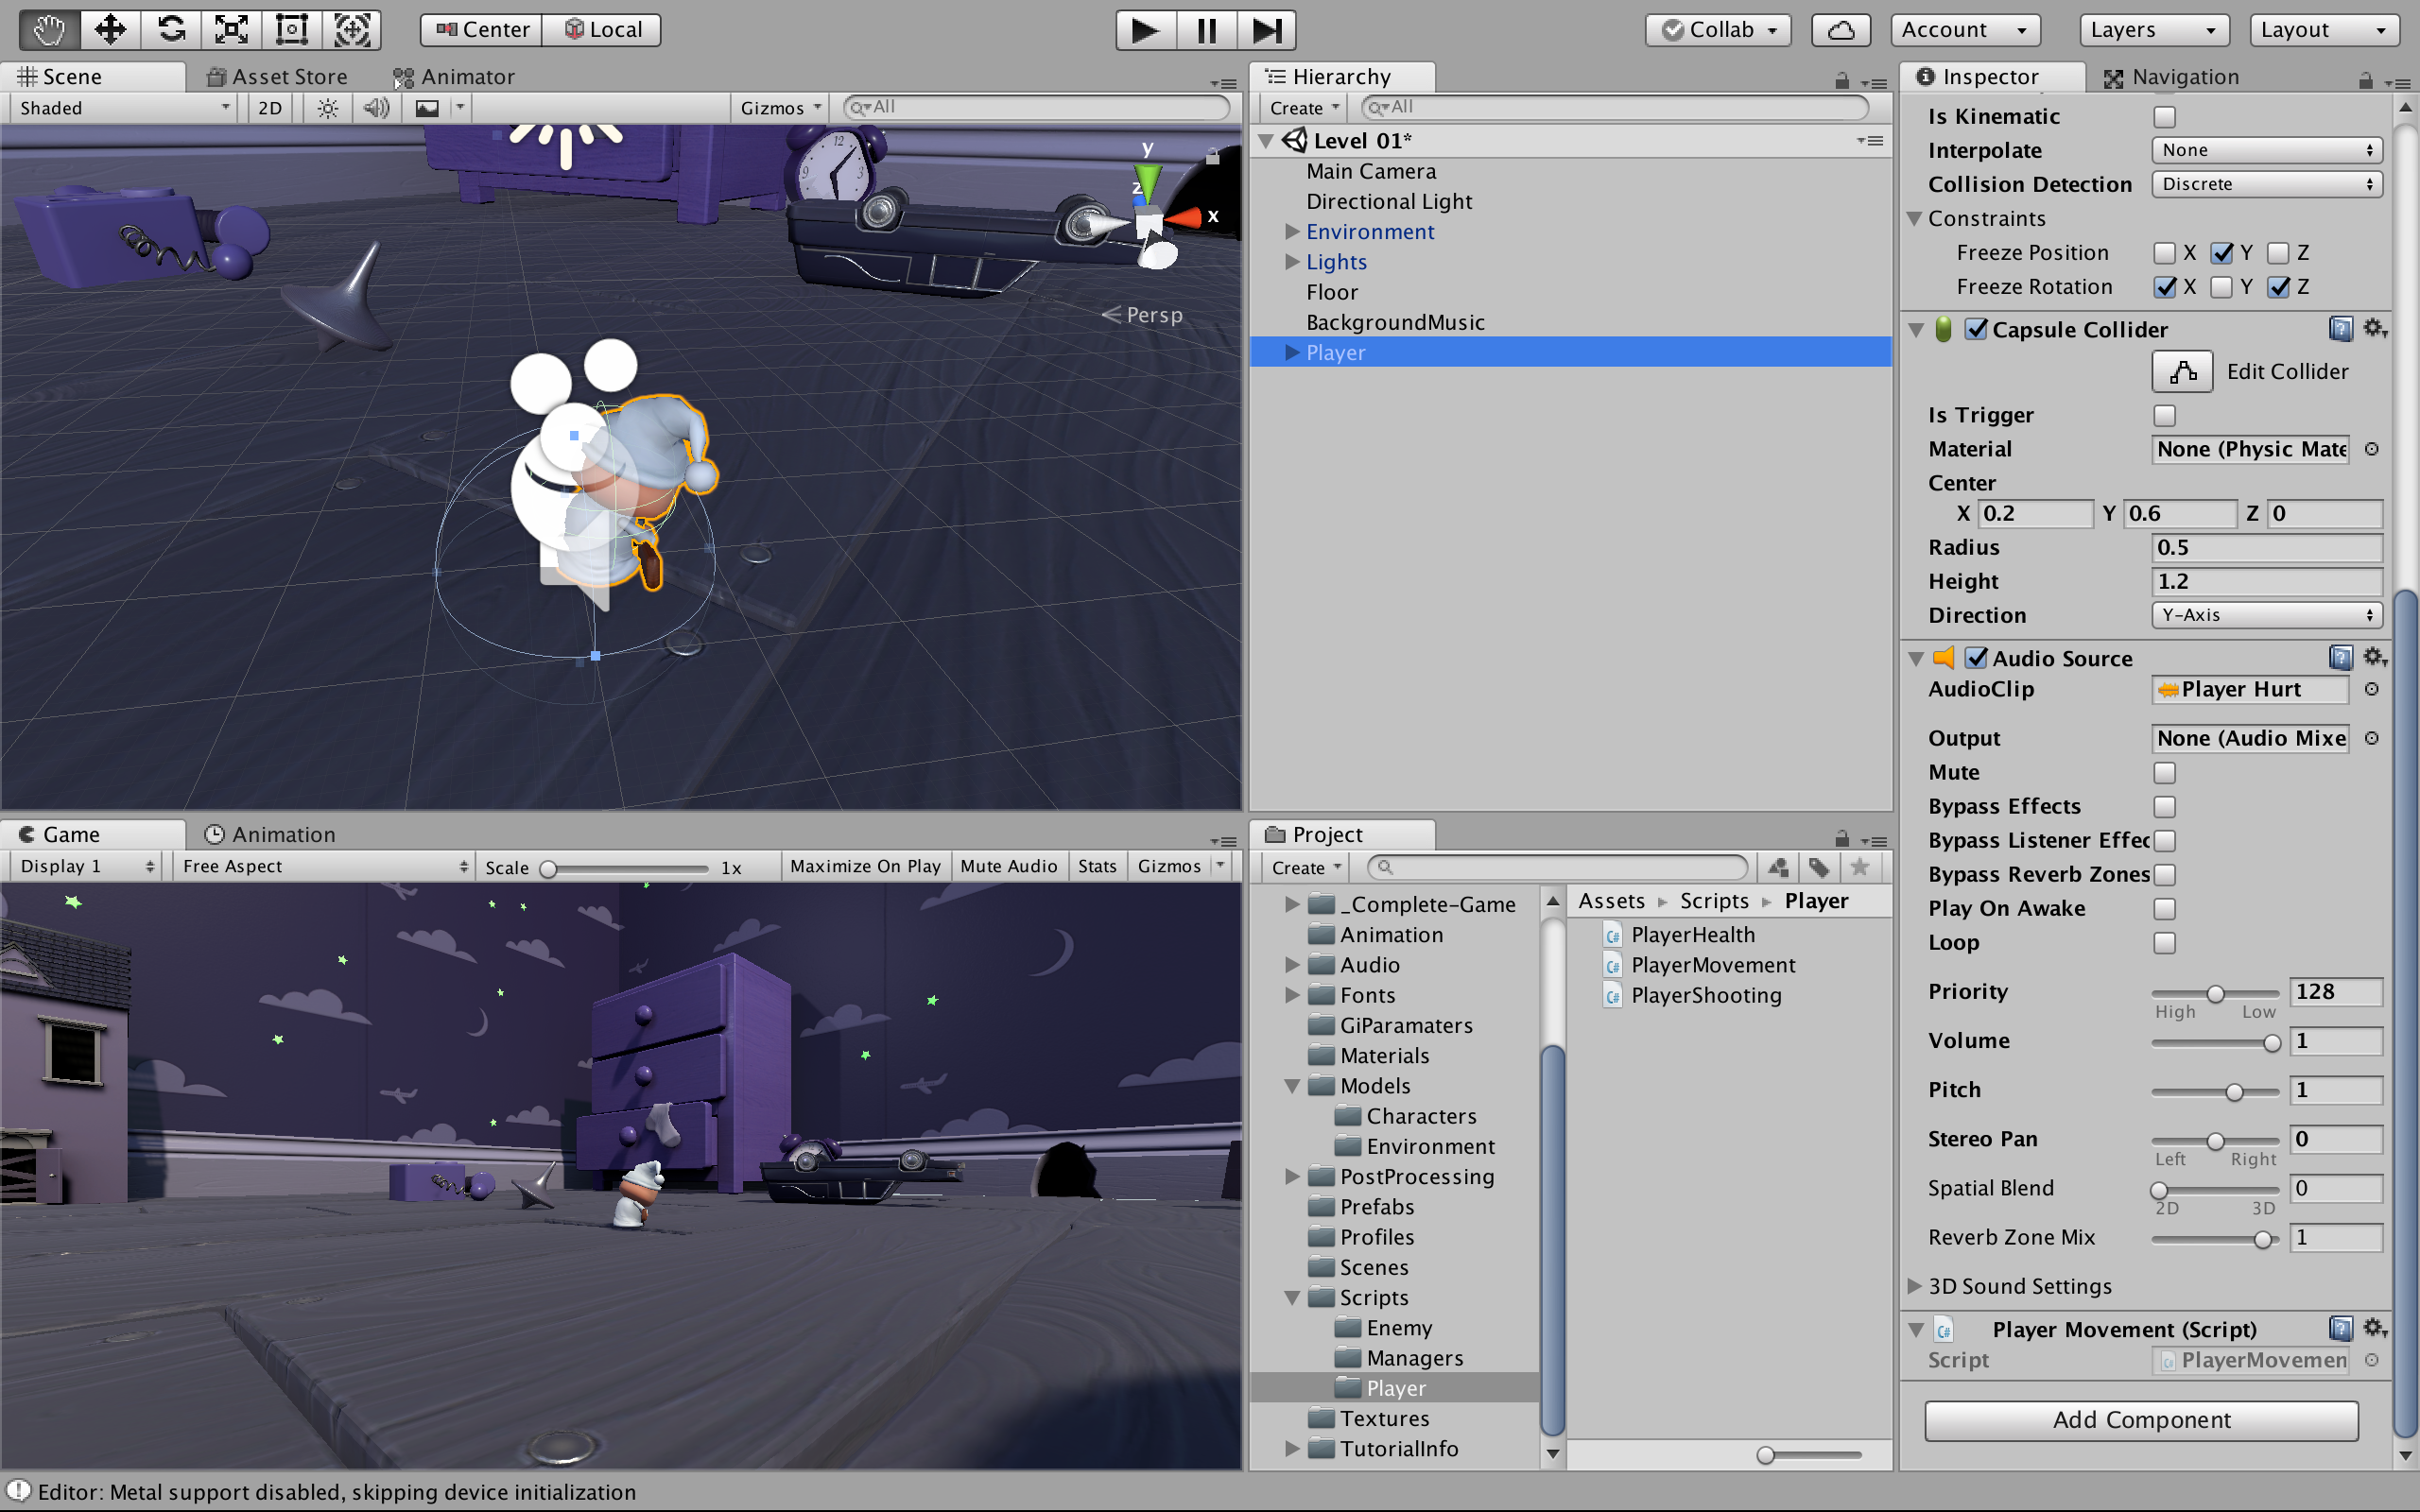 Center Local Collab Account Layers Layout
Scene Asset Store Animator
Shaded 2D Gizmos All
y
z
x
Persp
12
9
3
Hierarchy
Create All
Level 01*
Main Camera
Directional Light
Environment
Lights
Floor
BackgroundMusic
Player
Inspector Navigation
Is Kinematic
Interpolate None
Collision Detection Discrete
Constraints
Freeze Position X Y Z
Freeze Rotation X Y Z
Capsule Collider
Edit Collider
Is Trigger
Material None (Physic Mate
Center
X 0.2 Y 0.6 Z 0
Radius 0.5
Height 1.2
Direction Y-Axis
Audio Source
AudioClip Player Hurt
Output None (Audio Mixe
Mute
Bypass Effects
Bypass Listener Effec
Bypass Reverb Zones
Play On Awake
Loop
Priority 128
High Low
Volume 1
Pitch 1
Stereo Pan 0
Left Right
Spatial Blend 0
2D 3D
Reverb Zone Mix 1
3D Sound Settings
C# Player Movement (Script)
Script PlayerMovemen
Add Component
Game Animation
Display 1 Free Aspect Scale 1x Maximize On Play Mute Audio Stats Gizmos
Project
Create
_Complete-Game
Animation
Audio
Fonts
GiParamaters
Materials
Models
Characters
Environment
PostProcessing
Prefabs
Profiles
Scenes
Scripts
Enemy
Managers
Player
Textures
TutorialInfo
Assets Scripts Player
C# PlayerHealth
C# PlayerMovement
C# PlayerShooting
Editor: Metal support disabled, skipping device initialization